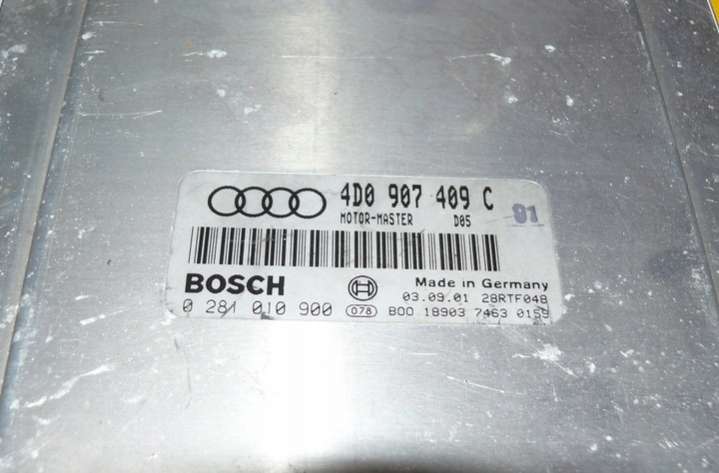 4D0 907 409 C 01
MOTOR-MASTER D05
BOSCH
Made in Germany
03.09.01 28RTF048
0 281 010 900 078 B00 18903 7463 0159